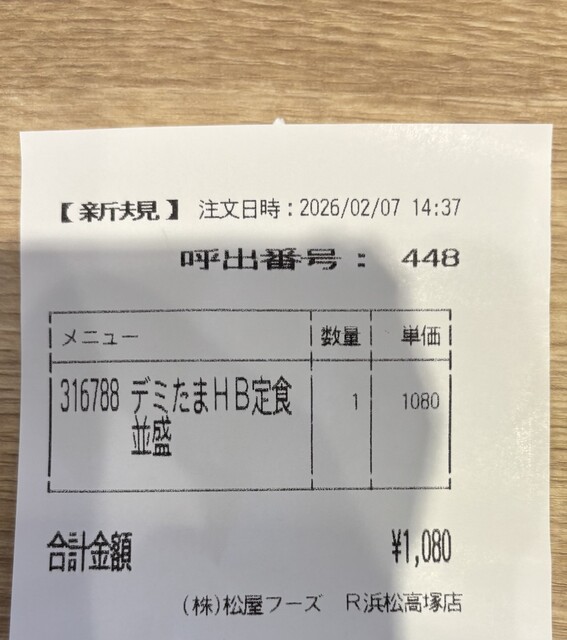 【新規】 注文日時：2026/02/07 14:37
呼出番号： 448
メニュー 数量 単価
316788 デミたまＨＢ定食 1 1080
並盛
合計金額 ¥1,080
(株)松屋フーズ Ｒ浜松高塚店